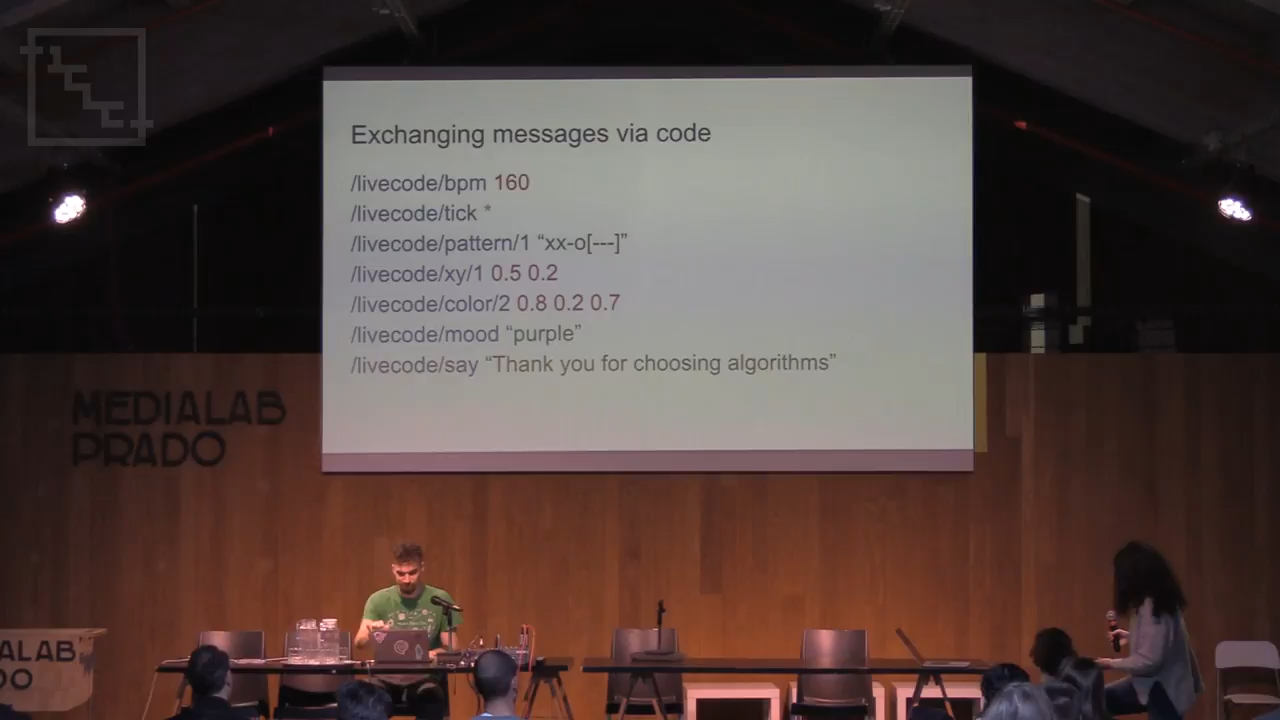 Exchanging messages via code
/livecode/bpm 160
/livecode/tick *
/livecode/pattern/1 “xx-o[---]”
/livecode/xy/1 0.5 0.2
/livecode/color/2 0.8 0.2 0.7
/livecode/mood “purple”
/livecode/say “Thank you for choosing algorithms”
MEDIALAB
PRADO
ALAB
DO